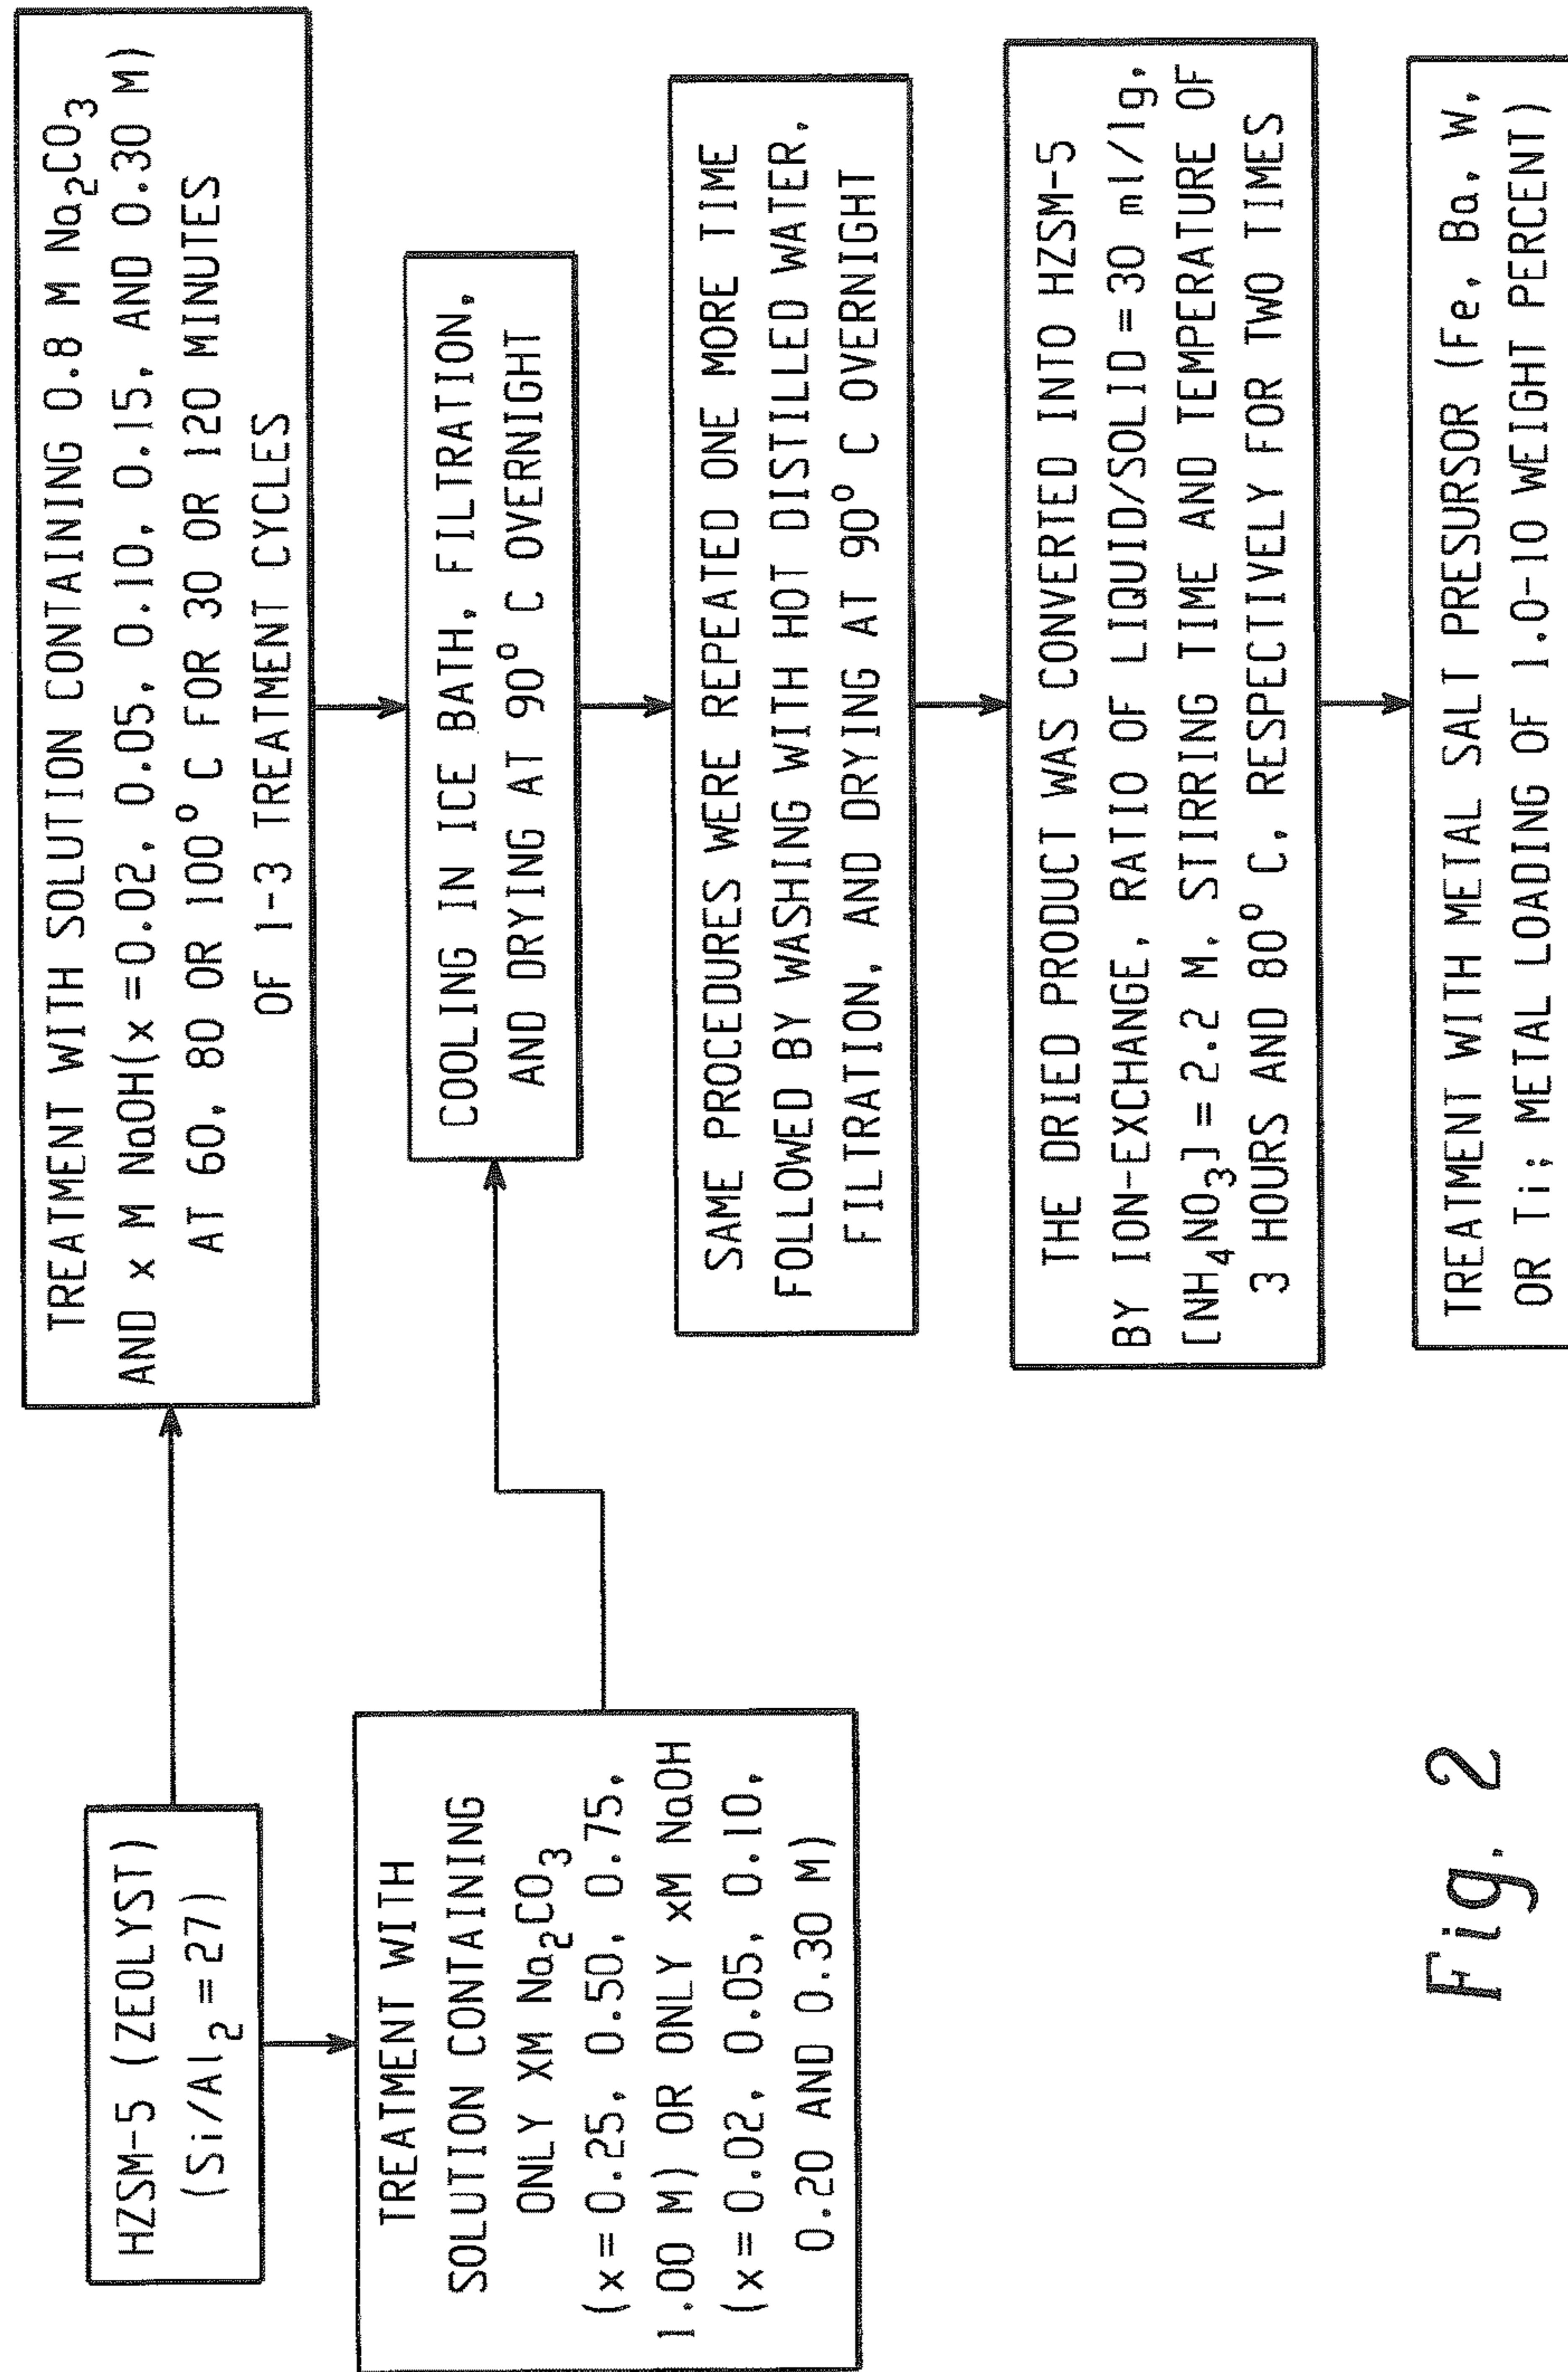 HZSM-5 (ZEOLYST)
(Si/Al₂ = 27)
TREATMENT WITH SOLUTION CONTAINING 0.8 M Na₂CO₃
AND x M NaOH(x = 0.02, 0.05, 0.10, 0.15, AND 0.30 M)
AT 60, 80 OR 100° C FOR 30 OR 120 MINUTES
OF 1-3 TREATMENT CYCLES
TREATMENT WITH
SOLUTION CONTAINING
ONLY XM Na₂CO₃
(x = 0.25, 0.50, 0.75,
1.00 M) OR ONLY xM NaOH
(x = 0.02, 0.05, 0.10,
0.20 AND 0.30 M)
COOLING IN ICE BATH, FILTRATION,
AND DRYING AT 90° C OVERNIGHT
SAME PROCEDURES WERE REPEATED ONE MORE TIME
FOLLOWED BY WASHING WITH HOT DISTILLED WATER,
FILTRATION, AND DRYING AT 90° C OVERNIGHT
THE DRIED PRODUCT WAS CONVERTED INTO HZSM-5
BY ION-EXCHANGE, RATIO OF LIQUID/SOLID = 30 ml/1g,
[NH₄NO₃] = 2.2 M, STIRRING TIME AND TEMPERATURE OF
3 HOURS AND 80° C, RESPECTIVELY FOR TWO TIMES
TREATMENT WITH METAL SALT PRESURSOR (Fe, Ba, W,
OR Ti; METAL LOADING OF 1.0-10 WEIGHT PERCENT)
Fig. 2